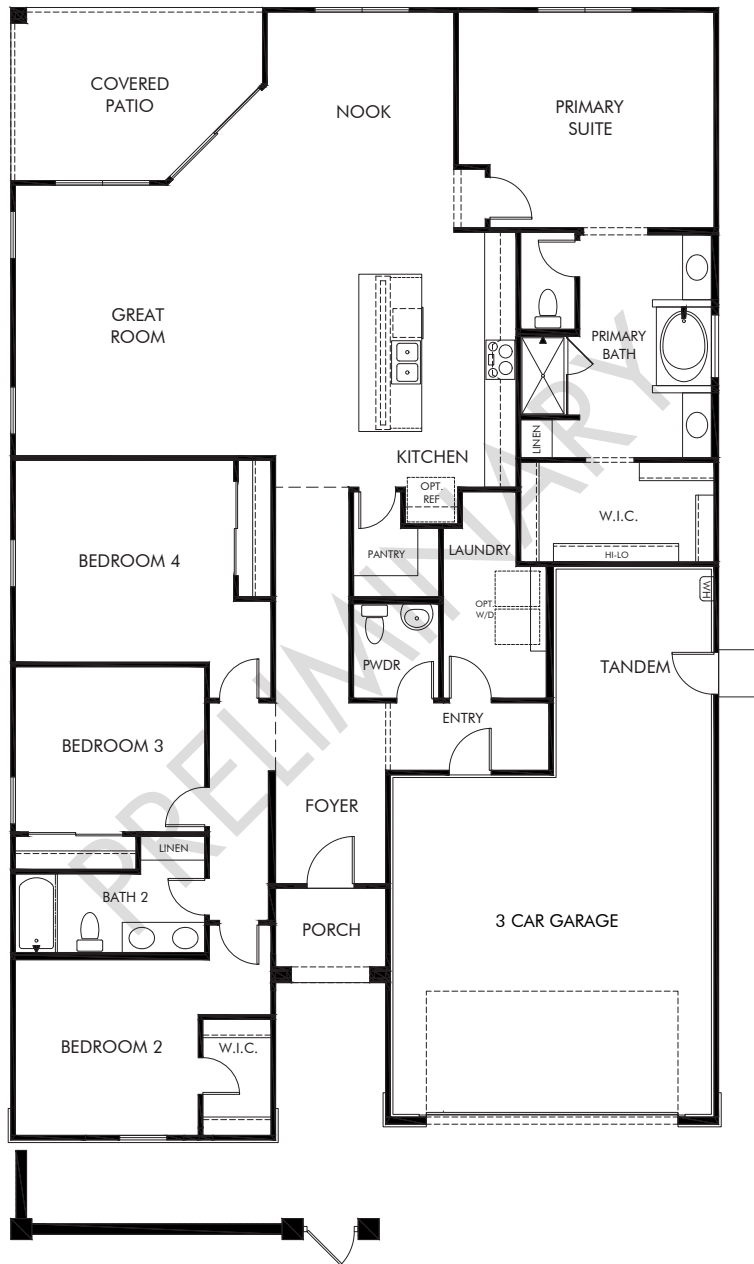 COVERED
PATIO
NOOK
PRIMARY
SUITE
GREAT
ROOM
PRIMARY
BATH
LINEN
KITCHEN
OPT.
REF
W.I.C.
HI-LO
PANTRY
LAUNDRY
BEDROOM 4
OPT.
W/D
WH
TANDEM
PWDR
ENTRY
BEDROOM 3
FOYER
LINEN
BATH 2
PORCH
3 CAR GARAGE
BEDROOM 2
W.I.C.
PRELIMINARY